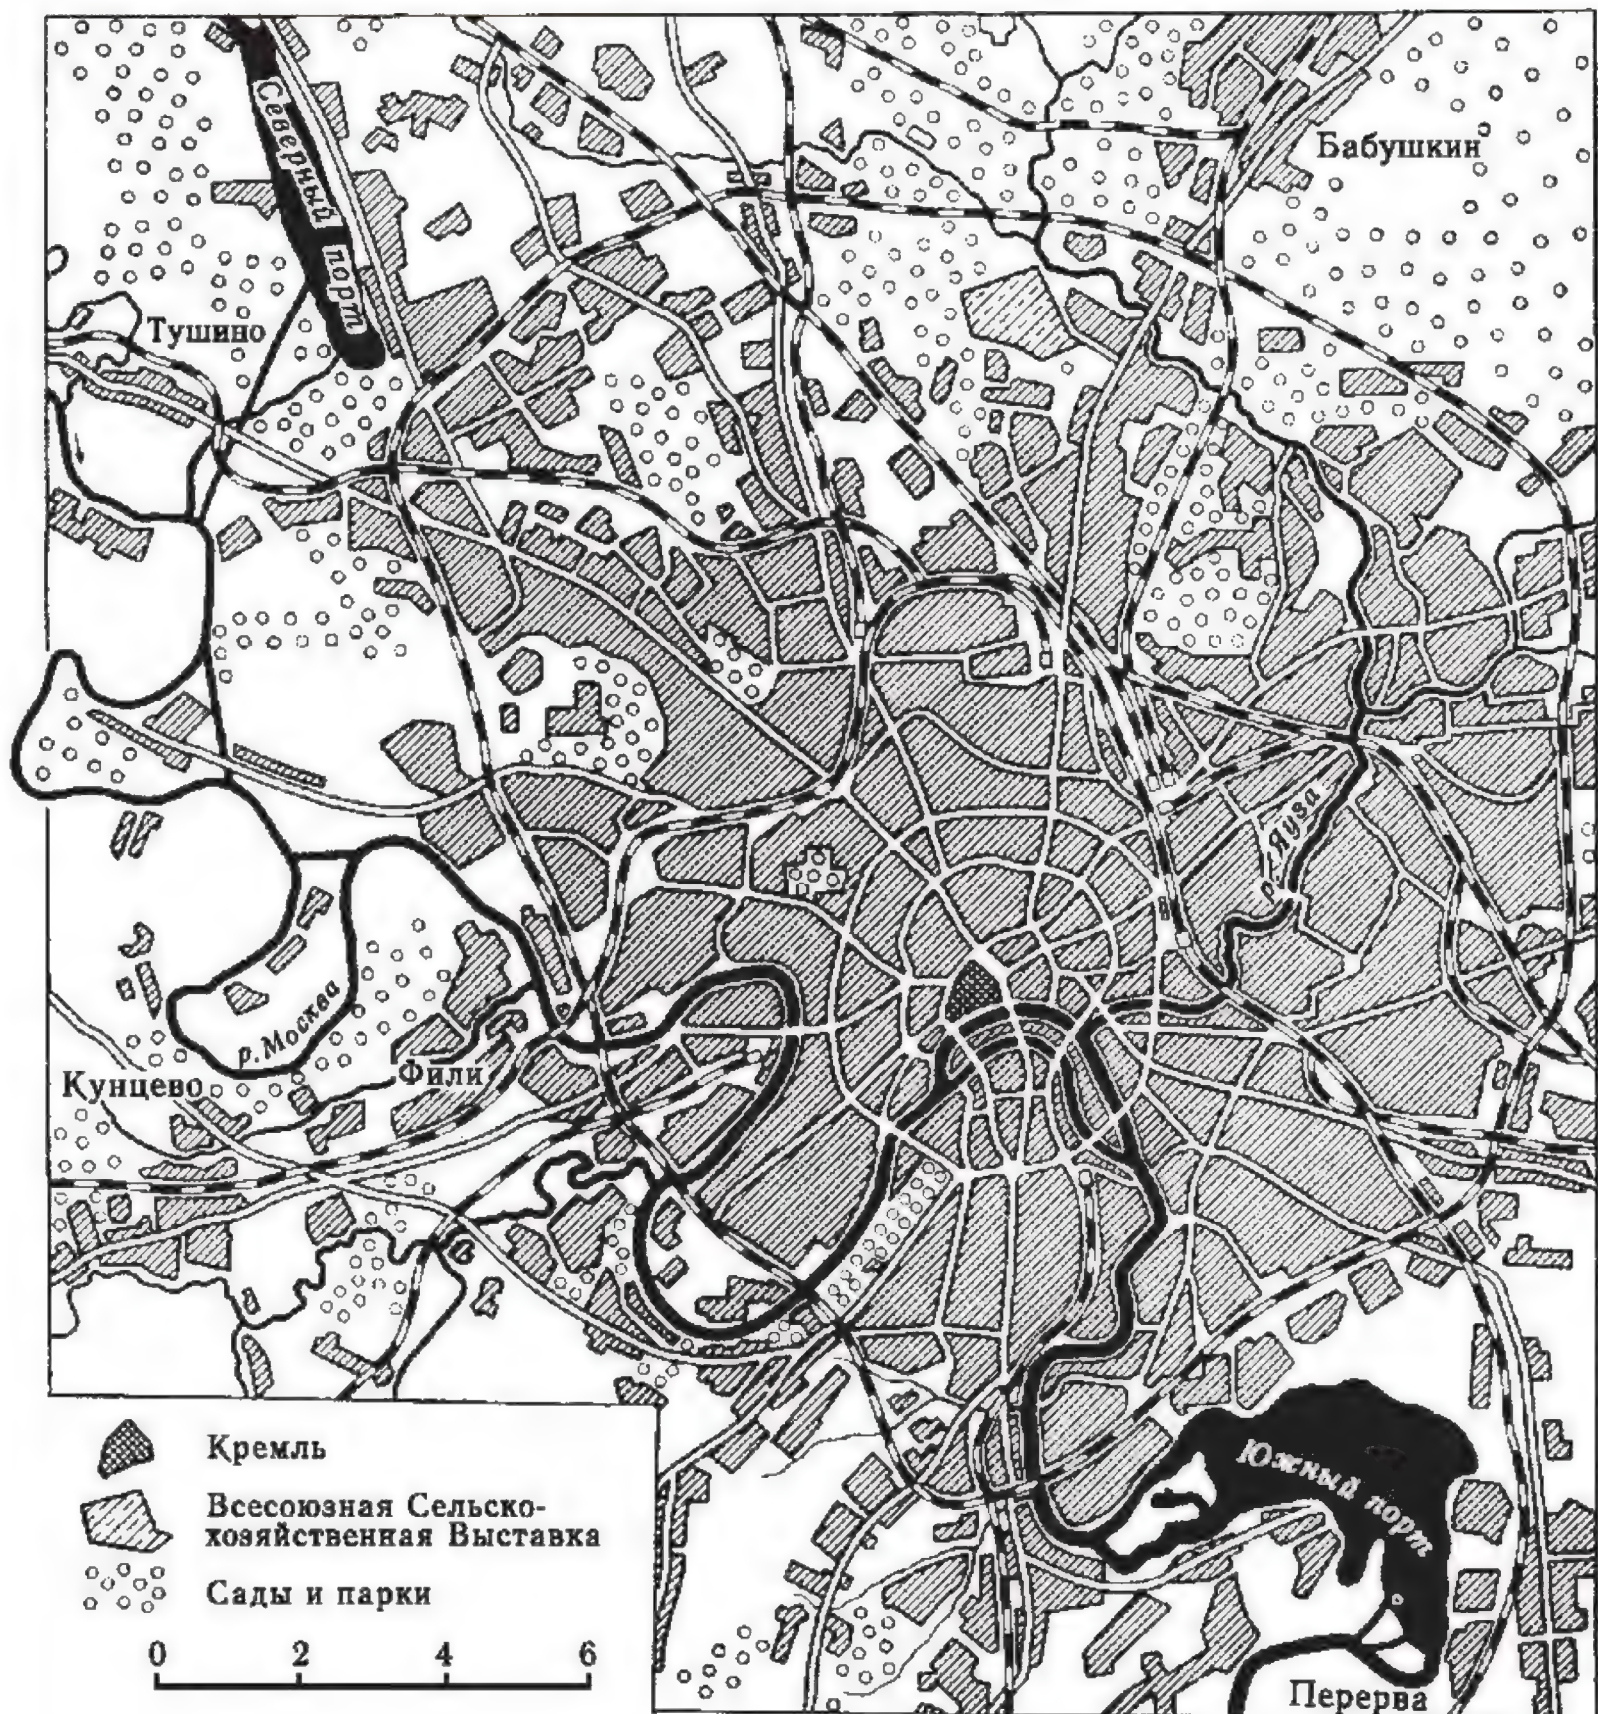 Северный порт
Бабушкин
Тушино
р. Яуза
р. Москва
Кунцево
Фили
Кремль
Всесоюзная Сельско-
хозяйственная Выставка
Сады и парки
0 2 4 6
Южный порт
Перерва